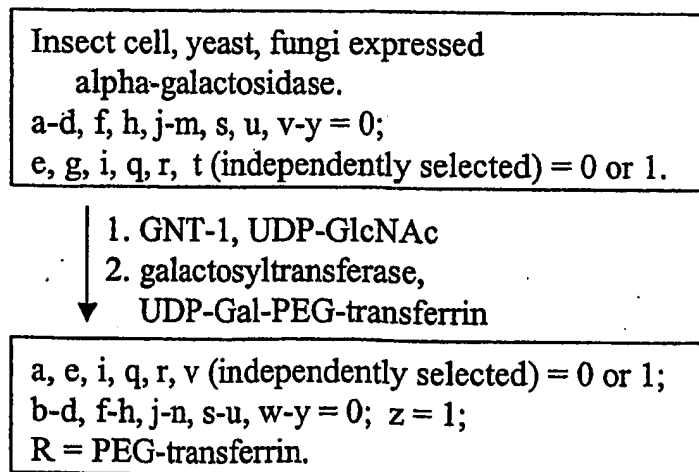 Insect cell, yeast, fungi expressed
alpha-galactosidase.
a-d, f, h, j-m, s, u, v-y = 0;
e, g, i, q, r, t (independently selected) = 0 or 1.
1. GNT-1, UDP-GlcNAc
2. galactosyltransferase,
UDP-Gal-PEG-transferrin
a, e, i, q, r, v (independently selected) = 0 or 1;
b-d, f-h, j-n, s-u, w-y = 0; z = 1;
R = PEG-transferrin.